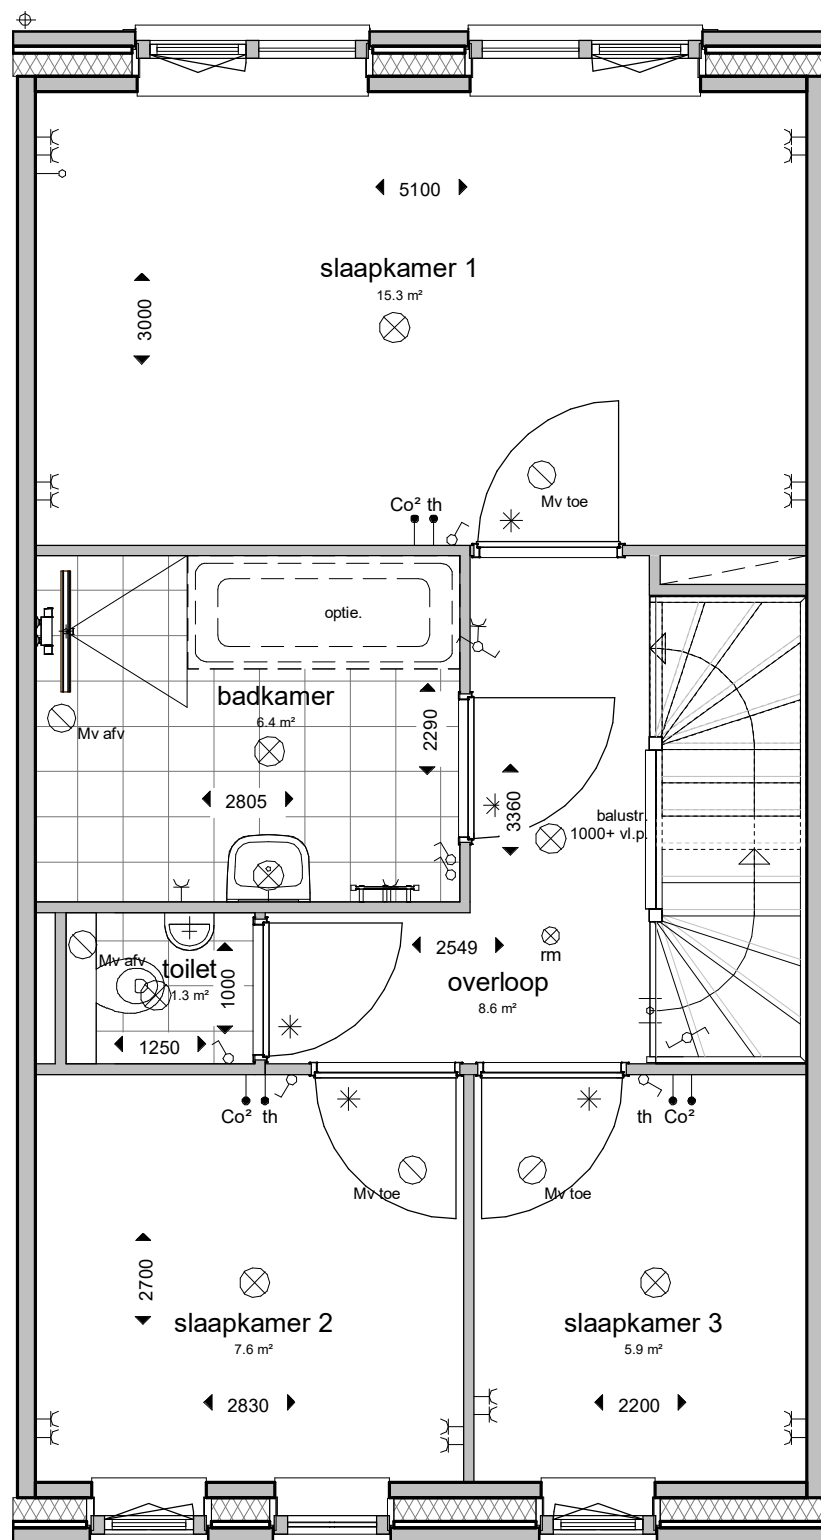 5100
slaapkamer 1
15.3 m²
3000
Co² th
Mv toe
optie.
badkamer
6.4 m²
Mv afv
2290
2805
3360
balustr.
1000+ vl.p.
2549
rm
Mv afv
toilet
1.3 m²
1000
overloop
8.6 m²
1250
Co² th
th Co²
Mv toe
Mv toe
2700
slaapkamer 2
7.6 m²
slaapkamer 3
5.9 m²
2830
2200